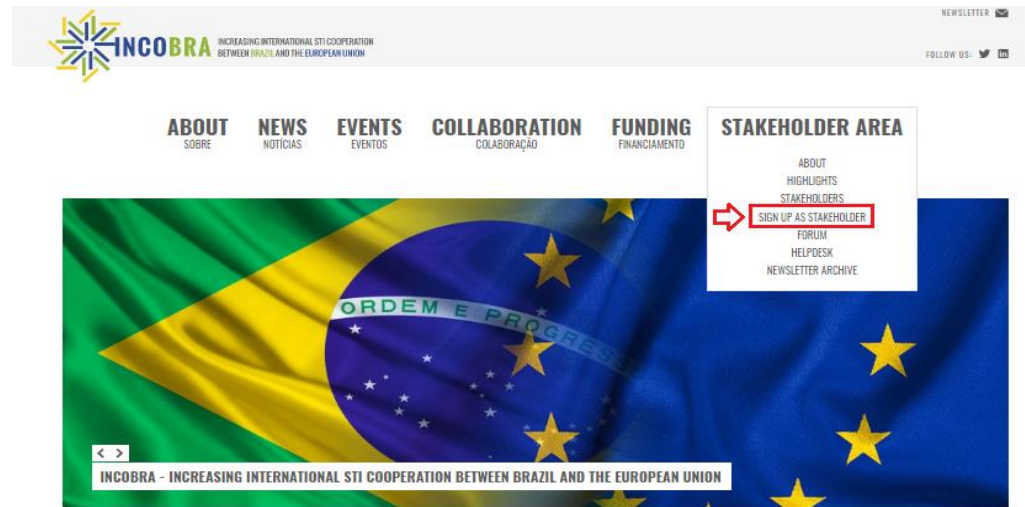 NEWSLETTER
INCOBRA
INCREASING INTERNATIONAL STI COOPERATION
BETWEEN BRAZIL AND THE EUROPEAN UNION
FOLLOW US:
ABOUT
SOBRE
NEWS
NOTÍCIAS
EVENTS
EVENTOS
COLLABORATION
COLABORAÇÃO
FUNDING
FINANCIAMENTO
STAKEHOLDER AREA
ABOUT
HIGHLIGHTS
STAKEHOLDERS
SIGN UP AS STAKEHOLDER
FORUM
HELPDESK
NEWSLETTER ARCHIVE
ORDEM E PROGRESSO
INCOBRA - INCREASING INTERNATIONAL STI COOPERATION BETWEEN BRAZIL AND THE EUROPEAN UNION